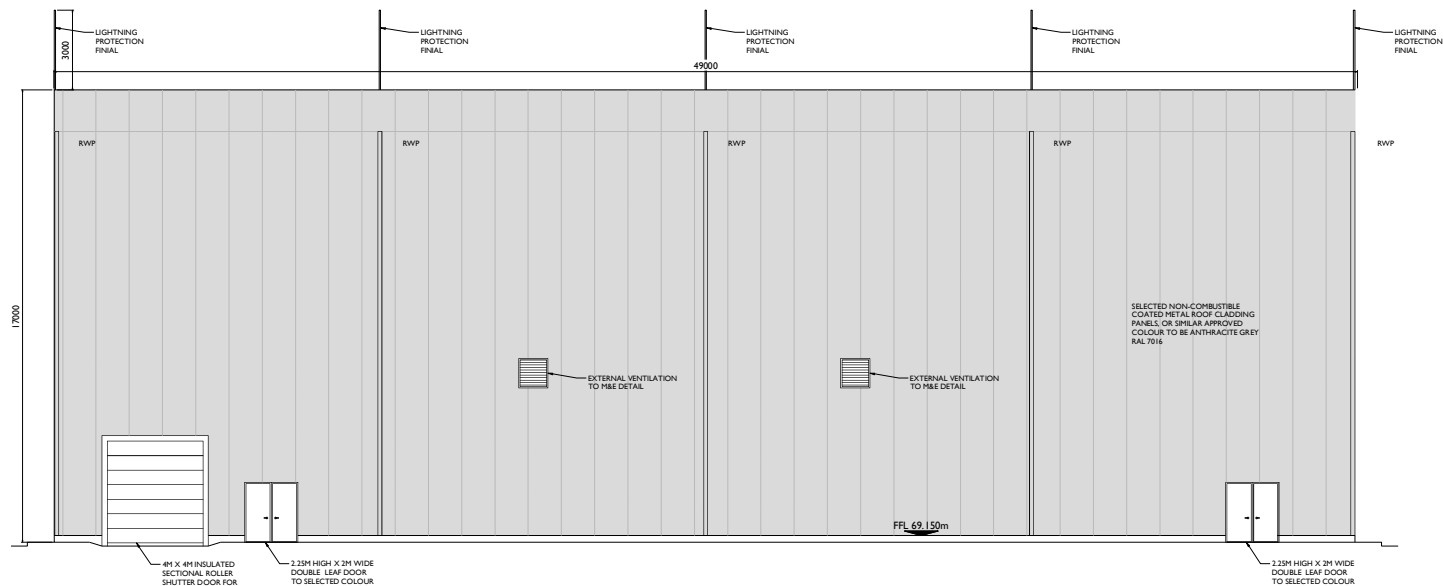 LIGHTNING
PROTECTION
FINIAL
LIGHTNING
PROTECTION
FINIAL
LIGHTNING
PROTECTION
FINIAL
LIGHTNING
PROTECTION
FINIAL
LIGHTNING
PROTECTION
FINIAL
3000
49000
RWP
RWP
RWP
RWP
RWP
17000
SELECTED NON-COMBUSTIBLE
COATED METAL ROOF CLADDING
PANELS, OR SIMILAR APPROVED
COLOUR TO BE ANTHRACITE GREY
RAL 7016
EXTERNAL VENTILATION
TO M&E DETAIL
EXTERNAL VENTILATION
TO M&E DETAIL
FFL 69.150m
4M X 4M INSULATED
SECTIONAL ROLLER
SHUTTER DOOR FOR
2.25M HIGH X 2M WIDE
DOUBLE LEAF DOOR
TO SELECTED COLOUR
2.25M HIGH X 2M WIDE
DOUBLE LEAF DOOR
TO SELECTED COLOUR